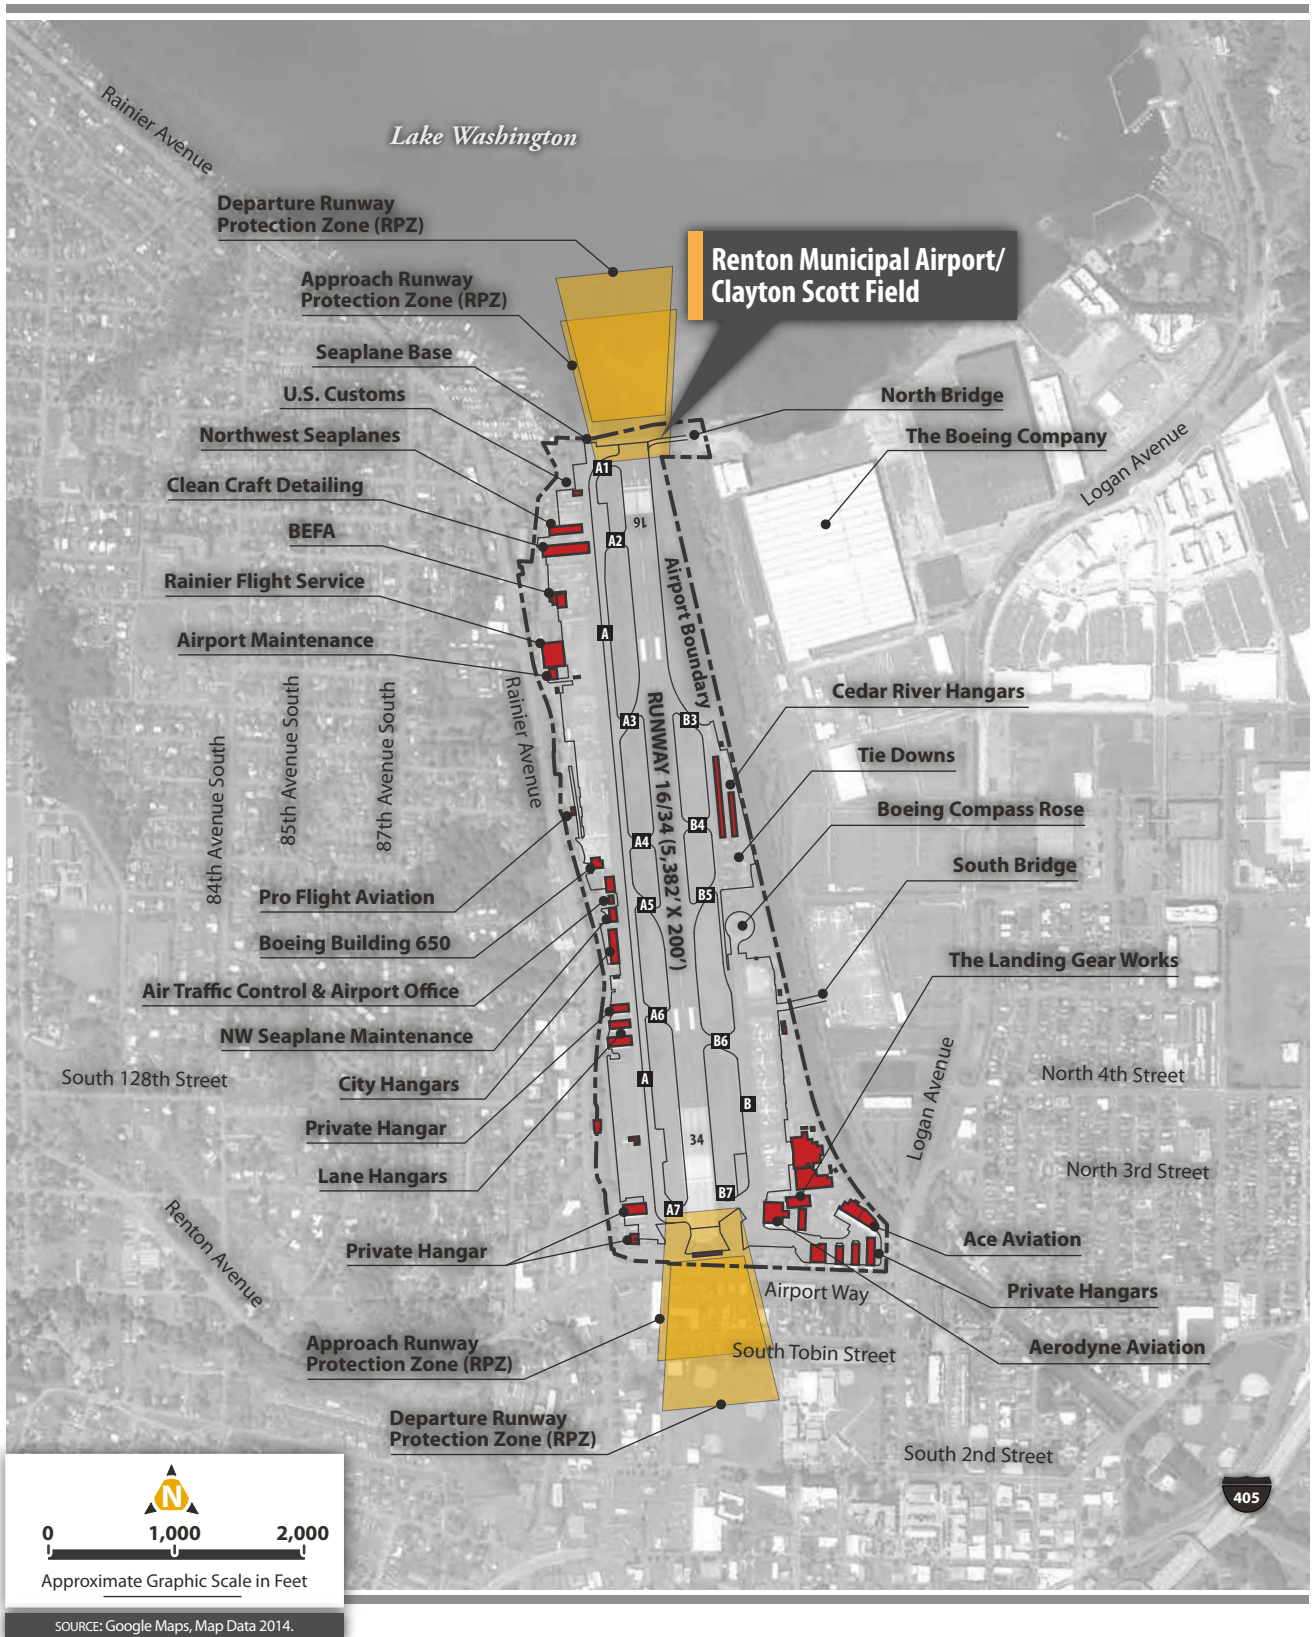 Rainier Avenue
Lake Washington
Departure Runway
Protection Zone (RPZ)
Renton Municipal Airport/
Clayton Scott Field
Approach Runway
Protection Zone (RPZ)
Seaplane Base
U.S. Customs
North Bridge
Northwest Seaplanes
The Boeing Company
Logan Avenue
A1
Clean Craft Detailing
16
BEFA
A2
Airport Boundary
Rainier Flight Service
A
Airport Maintenance
Rainier Avenue
Cedar River Hangars
85th Avenue South
87th Avenue South
84th Avenue South
A3
B3
RUNWAY 16/34 (5,382' X 200')
Tie Downs
Boeing Compass Rose
B4
A4
South Bridge
Pro Flight Aviation
B5
A5
Boeing Building 650
The Landing Gear Works
Air Traffic Control & Airport Office
A6
NW Seaplane Maintenance
B6
South 128th Street
City Hangars
A
North 4th Street
Logan Avenue
B
Private Hangar
34
Lane Hangars
North 3rd Street
B7
A7
Renton Avenue
Private Hangar
Ace Aviation
Airport Way
Private Hangars
Approach Runway
Protection Zone (RPZ)
South Tobin Street
Aerodyne Aviation
Departure Runway
Protection Zone (RPZ)
South 2nd Street
N
405
0 1,000 2,000
Approximate Graphic Scale in Feet
SOURCE: Google Maps, Map Data 2014.